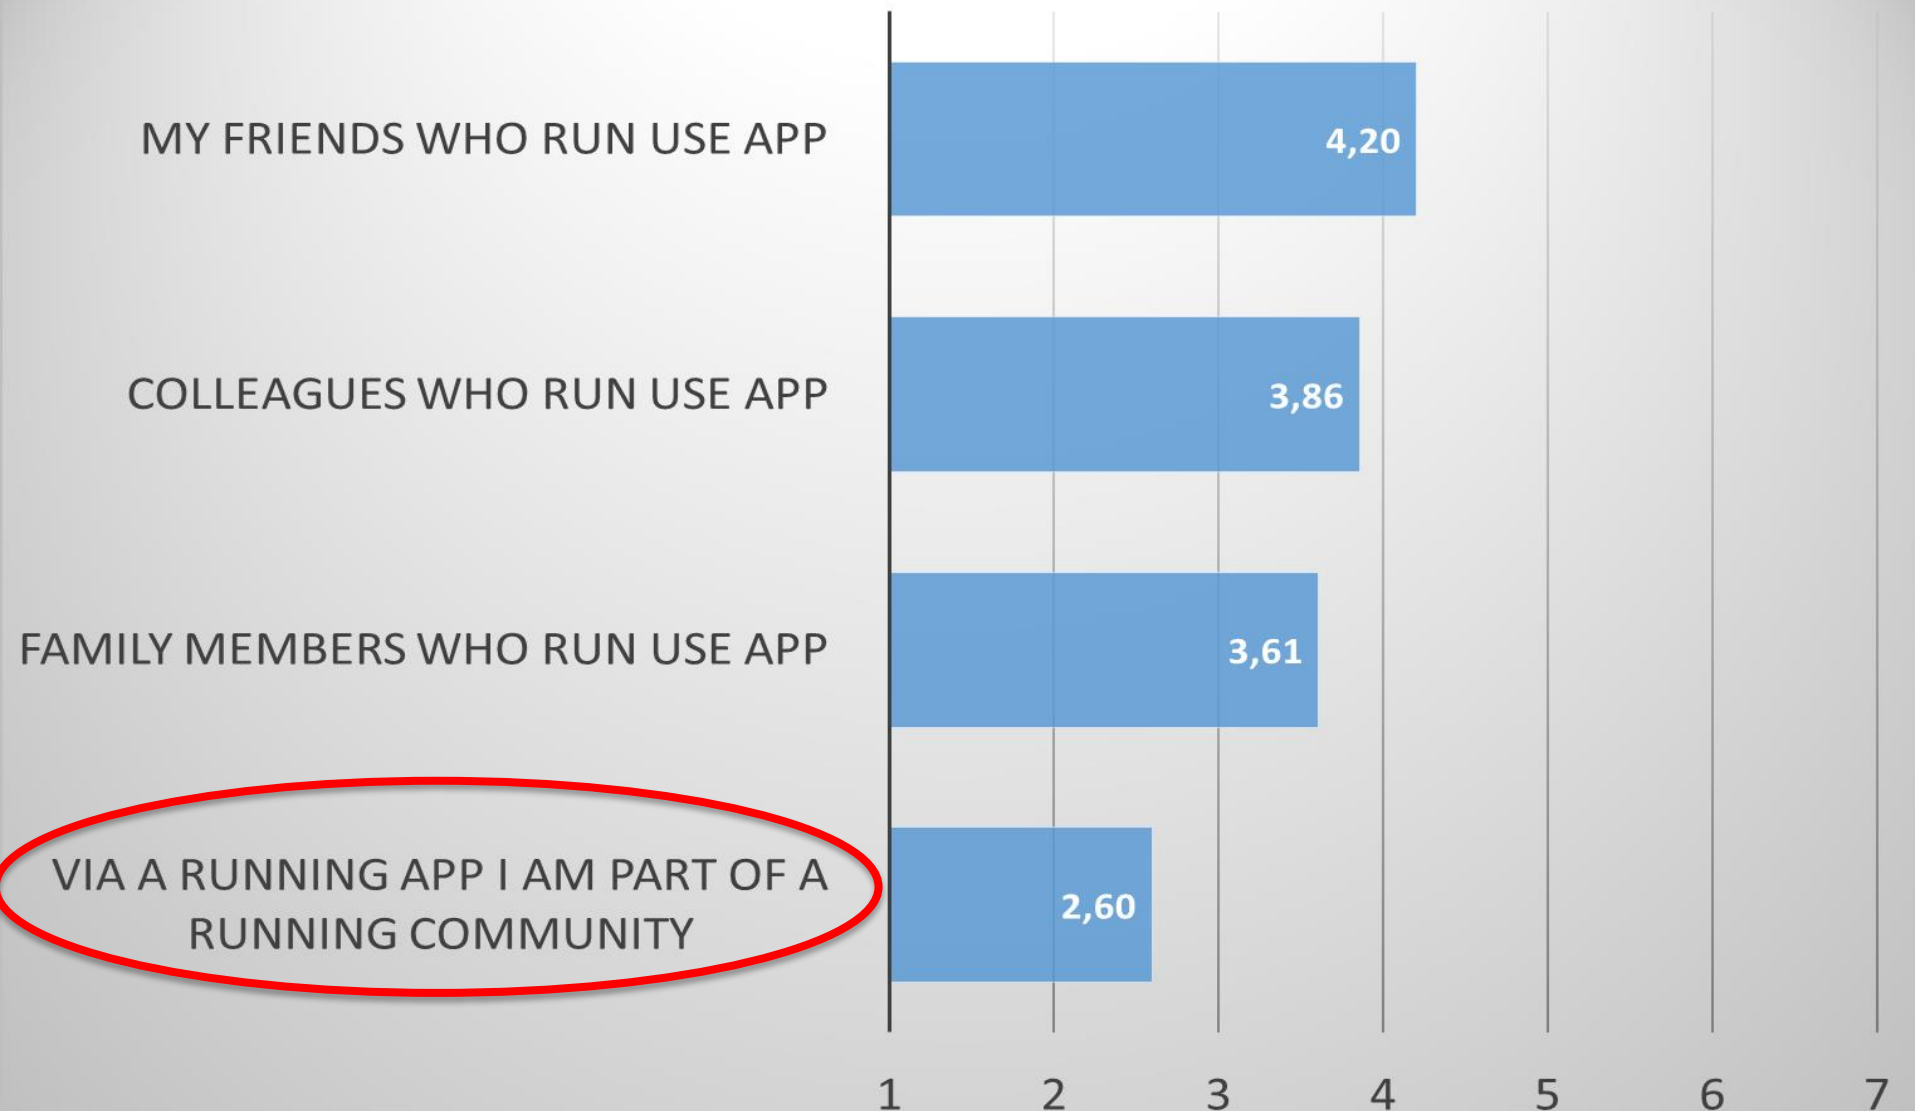 MY FRIENDS WHO RUN USE APP
4,20
COLLEAGUES WHO RUN USE APP
3,86
FAMILY MEMBERS WHO RUN USE APP
3,61
VIA A RUNNING APP I AM PART OF A
RUNNING COMMUNITY
2,60
1 2 3 4 5 6 7